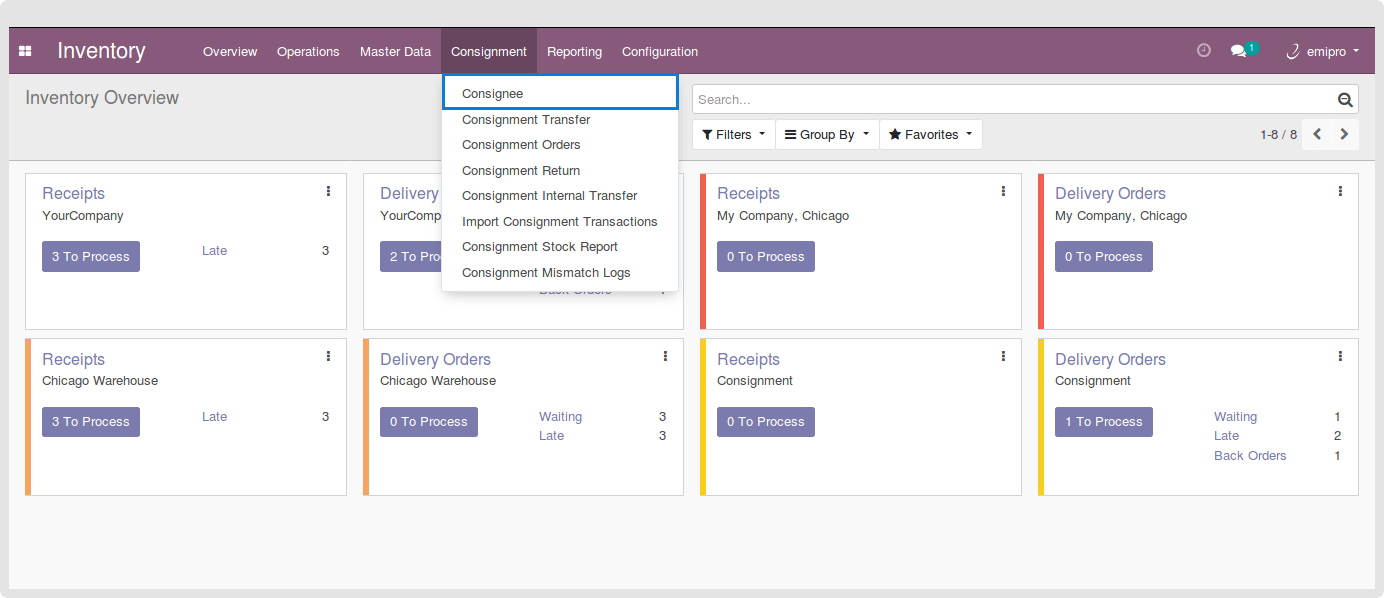 Inventory
Overview
Operations
Master Data
Consignment
Reporting
Configuration
1
emipro
Inventory Overview
Search...
Filters
Group By
Favorites
1-8 / 8
Consignee
Consignment Transfer
Consignment Orders
Consignment Return
Consignment Internal Transfer
Import Consignment Transactions
Consignment Stock Report
Consignment Mismatch Logs
Receipts
YourCompany
3 To Process
Late 3
Delivery
YourComp
2 To Pro
Back Orders
Receipts
My Company, Chicago
0 To Process
Delivery Orders
My Company, Chicago
0 To Process
Receipts
Chicago Warehouse
3 To Process
Late 3
Delivery Orders
Chicago Warehouse
0 To Process
Waiting 3
Late 3
Receipts
Consignment
0 To Process
Delivery Orders
Consignment
1 To Process
Waiting 1
Late 2
Back Orders 1